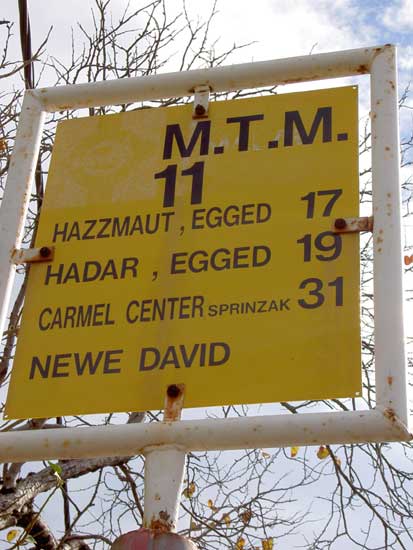 M.T.M.
11
HAZZMAUT , EGGED 17
HADAR , EGGED 19
CARMEL CENTER SPRINZAK 31
NEWE DAVID